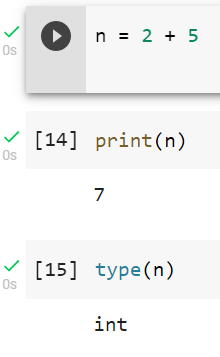 n = 2 + 5
0s
[14] print(n)
0s
7
[15] type(n)
0s
int